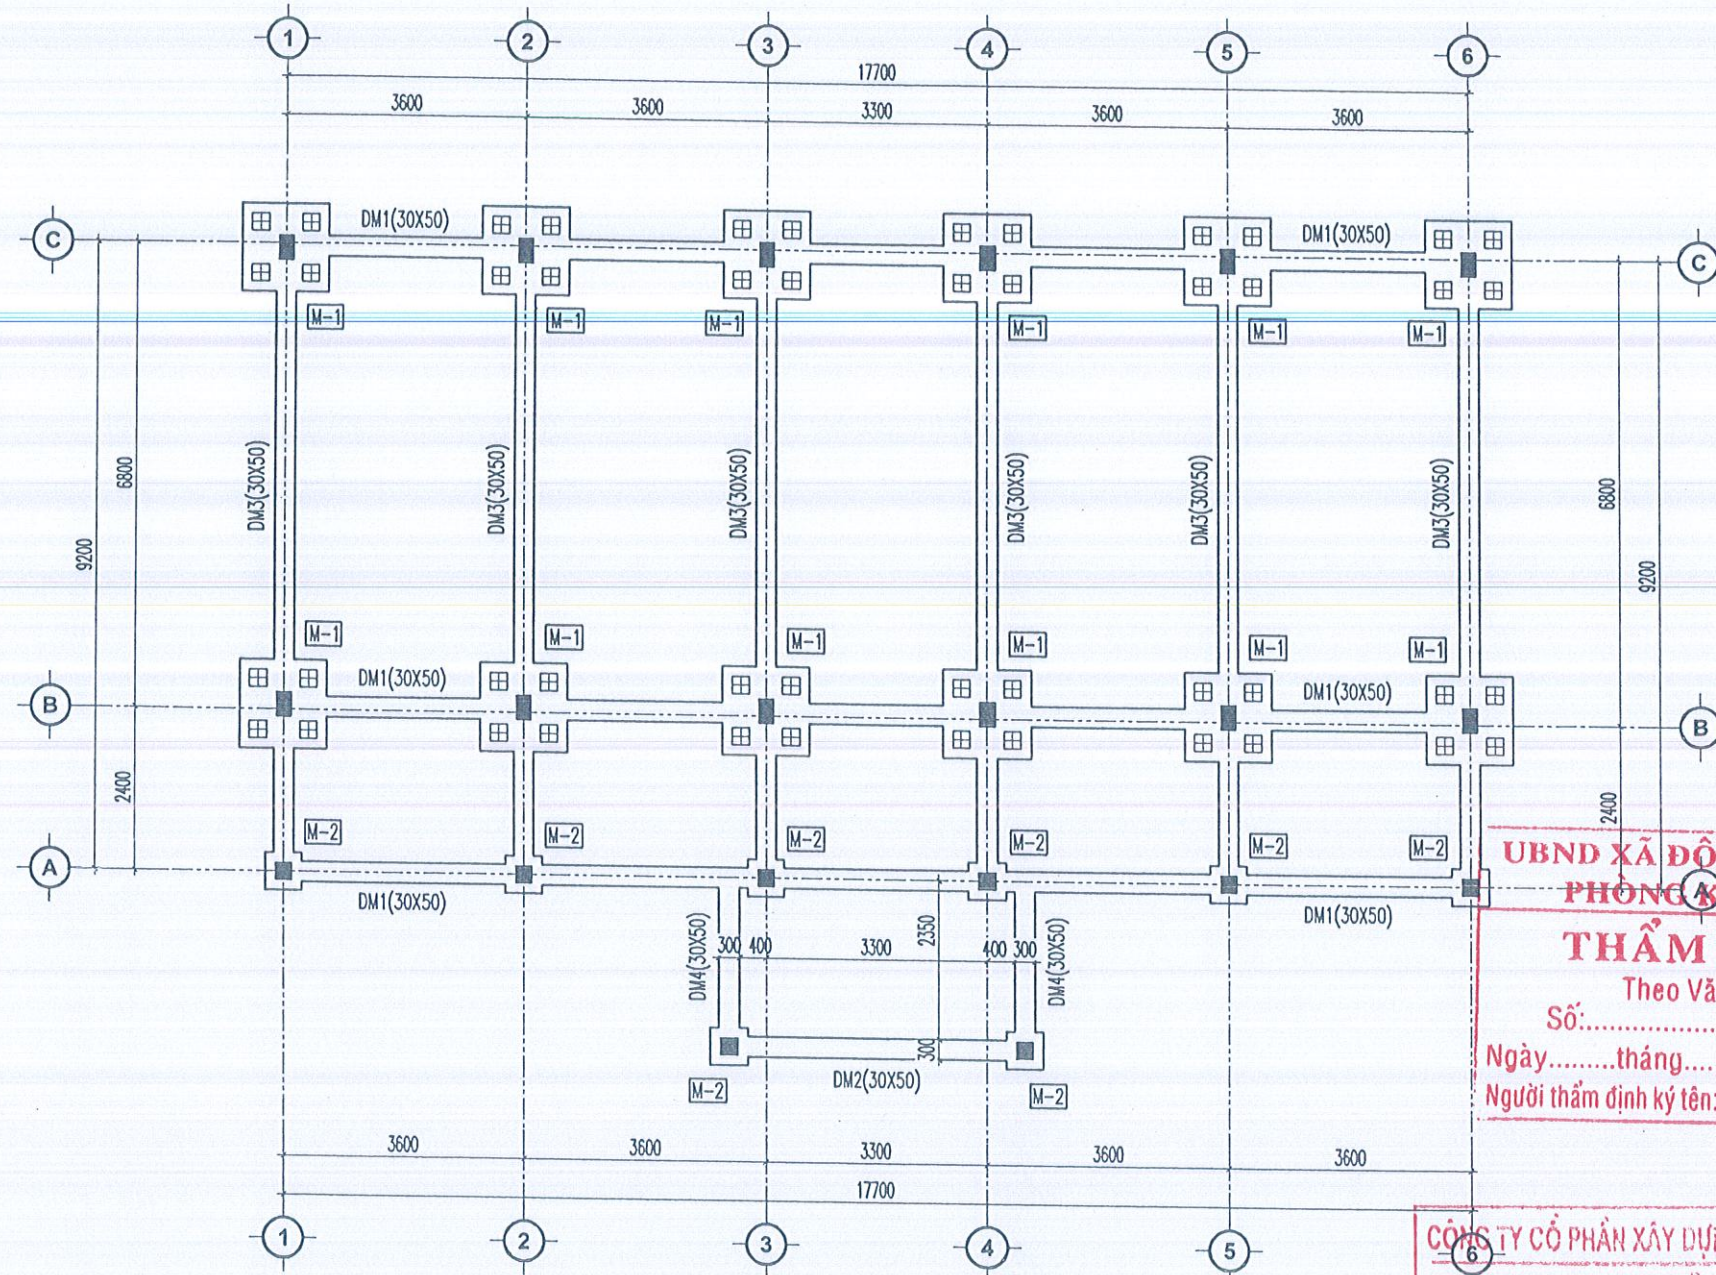 1 2 3 4 5 6
17700
3600 3600 3300 3600 3600
DM1(30X50) DM1(30X50)
C C
M-1 M-1 M-1 M-1 M-1 M-1
DM3(30X50) DM3(30X50) DM3(30X50) DM3(30X50) DM3(30X50) DM3(30X50)
6800 6800
9200 9200
M-1 M-1 M-1 M-1 M-1 M-1
DM1(30X50) DM1(30X50)
B B
2400 2400
M-2 M-2 M-2 M-2 M-2 M-2
A A
DM1(30X50) DM1(30X50)
DM4(30X50) 300 400 3300 2350 400 300 DM4(30X50)
300
M-2 DM2(30X50) M-2
UBND XÃ
PHÒNG
THẨM
Theo
Số:
Ngày.......tháng....
Người thẩm định ký tên:
3600 3600 3300 3600 3600
17700
1 2 3 4 5 6
CÔNG TY CỔ PHẦN XÂY